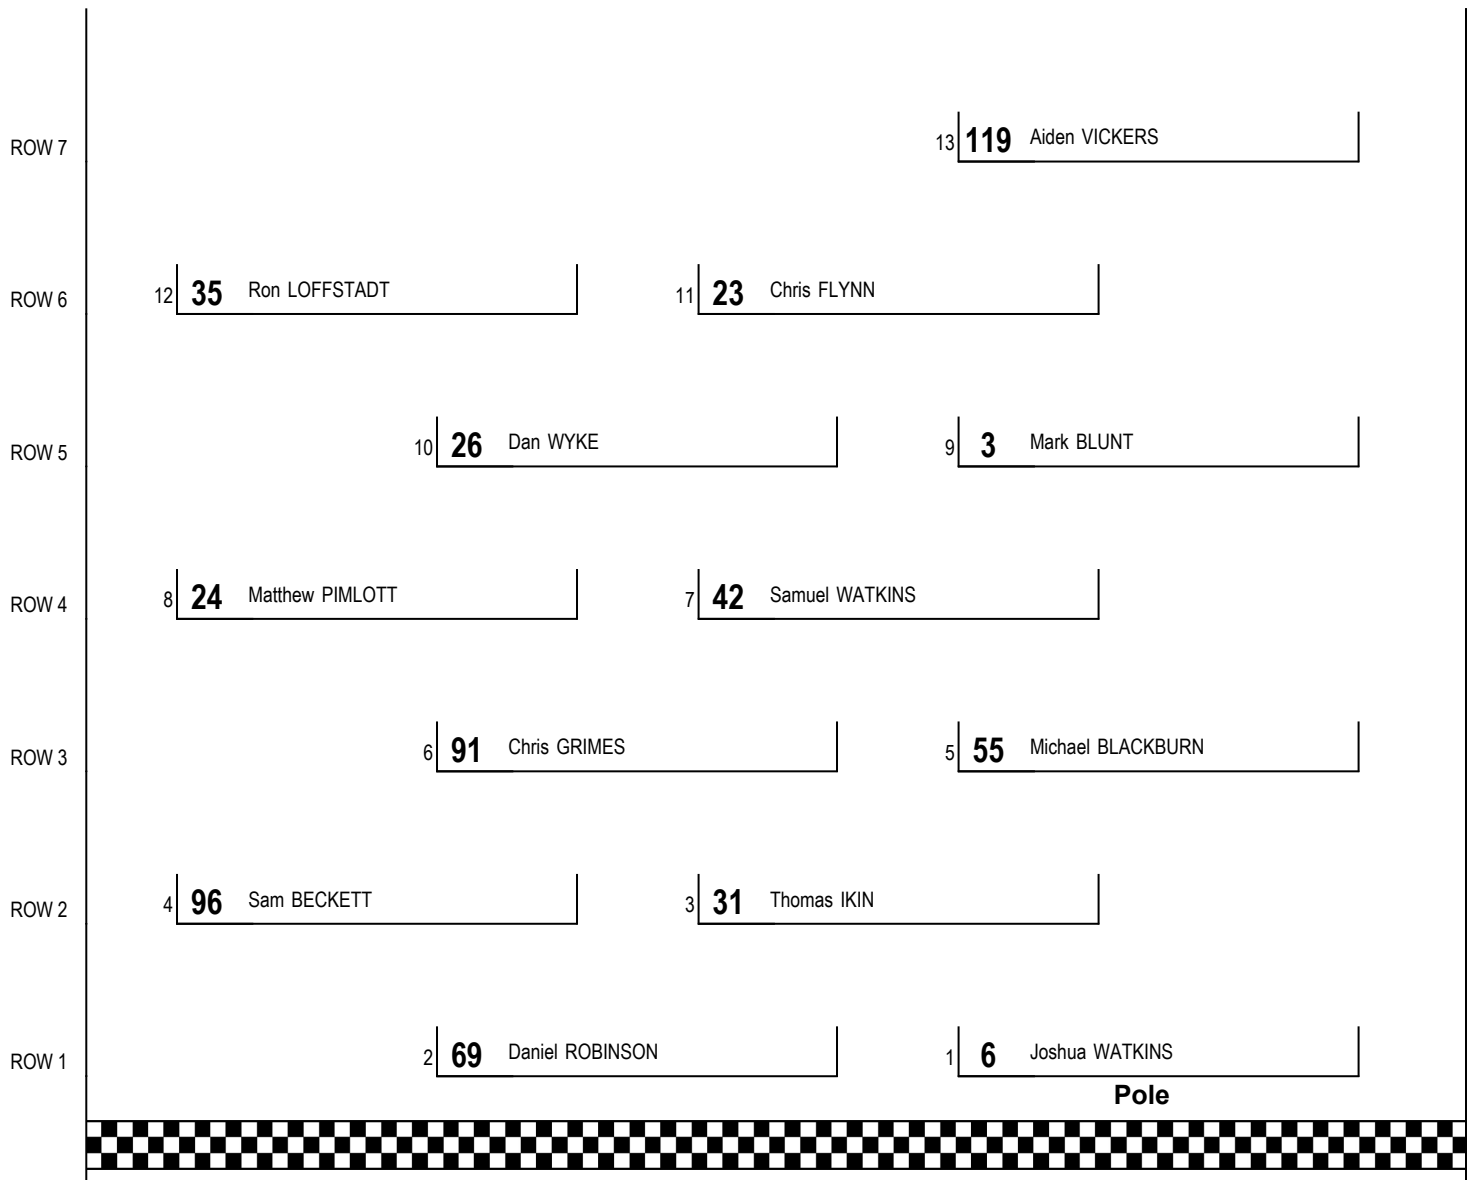 ROW 7 13 119 Aiden VICKERS
ROW 6 12 35 Ron LOFFSTADT 11 23 Chris FLYNN
ROW 5 10 26 Dan WYKE 9 3 Mark BLUNT
ROW 4 8 24 Matthew PIMLOTT 7 42 Samuel WATKINS
ROW 3 6 91 Chris GRIMES 5 55 Michael BLACKBURN
ROW 2 4 96 Sam BECKETT 3 31 Thomas IKIN
ROW 1 2 69 Daniel ROBINSON 1 6 Joshua WATKINS
Pole